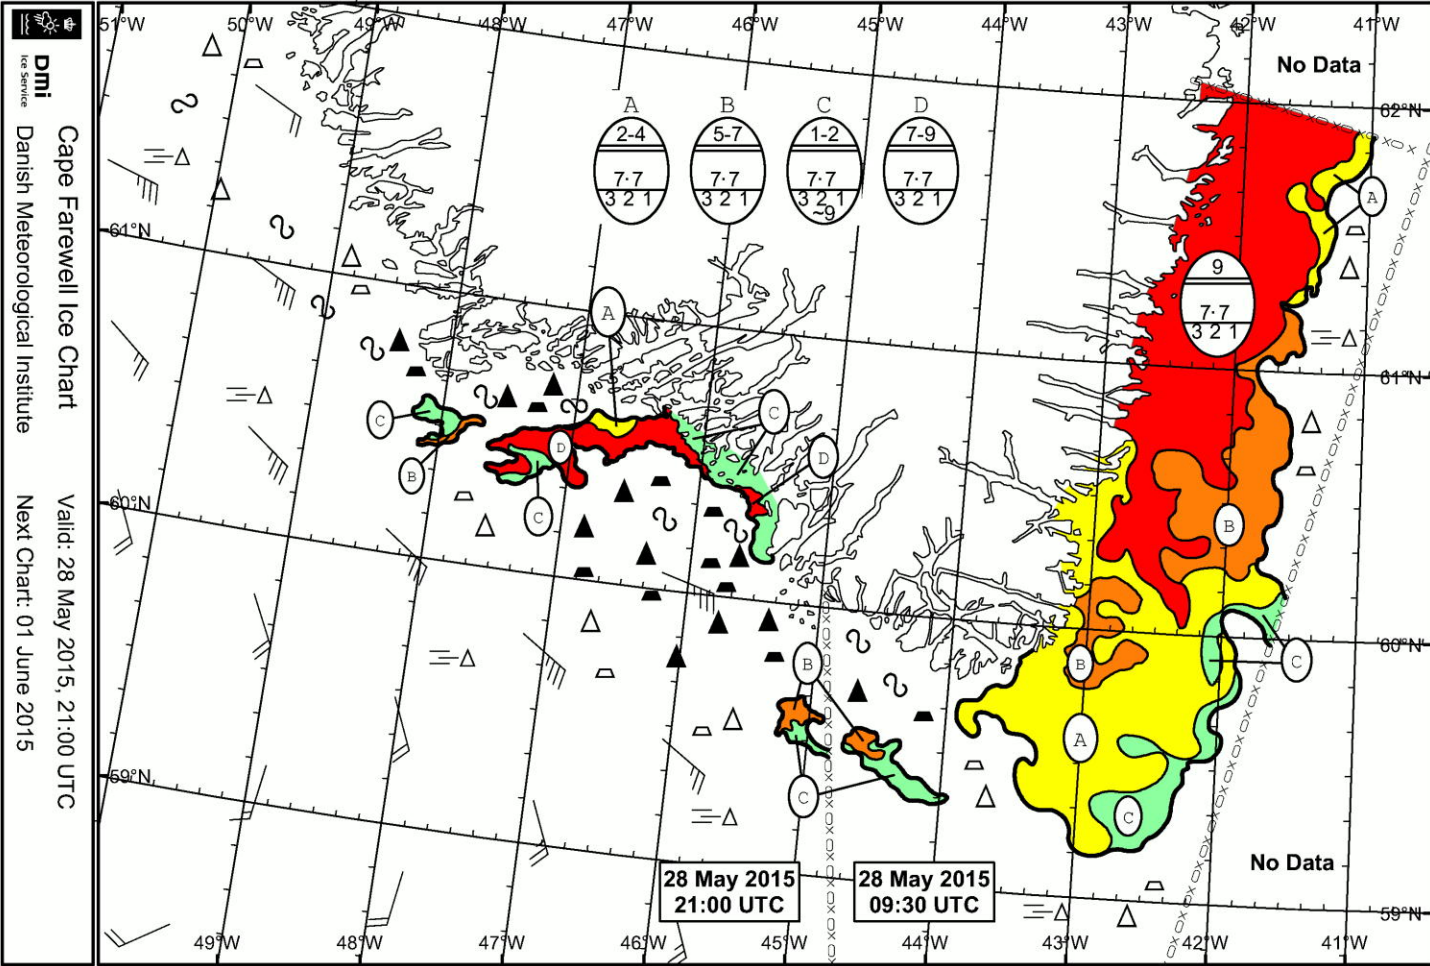 Dmi
Ice Service
Cape Farewell Ice Chart
Danish Meteorological Institute
Valid: 28 May 2015, 21:00 UTC
Next Chart: 01 June 2015
51°W 50°W 49°W 48°W 47°W 46°W 45°W 44°W 43°W 42°W 41°W
No Data
62°N
A B C D
2-4 5-7 1-2 7-9
7·7 7·7 7·7 7·7
3 2 1 3 2 1 3 2 1 3 2 1
~9
A
61°N
9
7·7
3 2 1
A
61°N
C
C
D
D
B
C
B
60°N
60°N
B
B
C
A
59°N
C
C
No Data
28 May 2015
21:00 UTC
28 May 2015
09:30 UTC
59°N
49°W 48°W 47°W 46°W 45°W 44°W 43°W 42°W 41°W